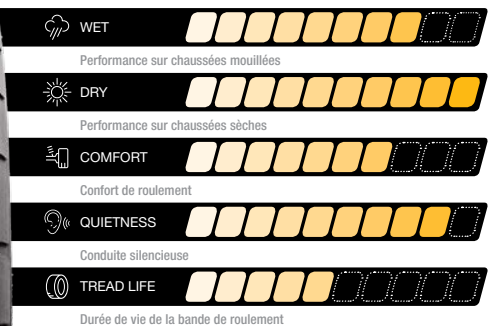 WET
Performance sur chaussées mouillées
DRY
Performance sur chaussées sèches
COMFORT
Confort de roulement
QUIETNESS
Conduite silencieuse
TREAD LIFE
Durée de vie de la bande de roulement